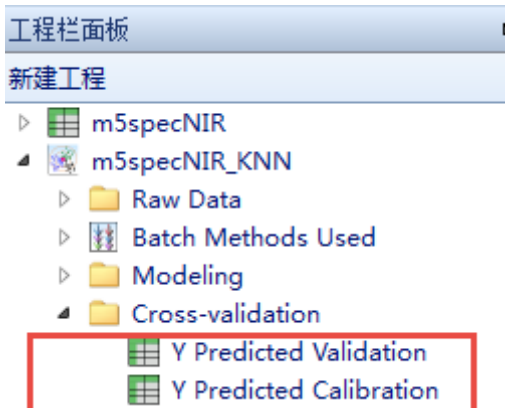 工程栏面板
新建工程
m5specNIR
m5specNIR_KNN
Raw Data
Batch Methods Used
Modeling
Cross-validation
Y Predicted Validation
Y Predicted Calibration